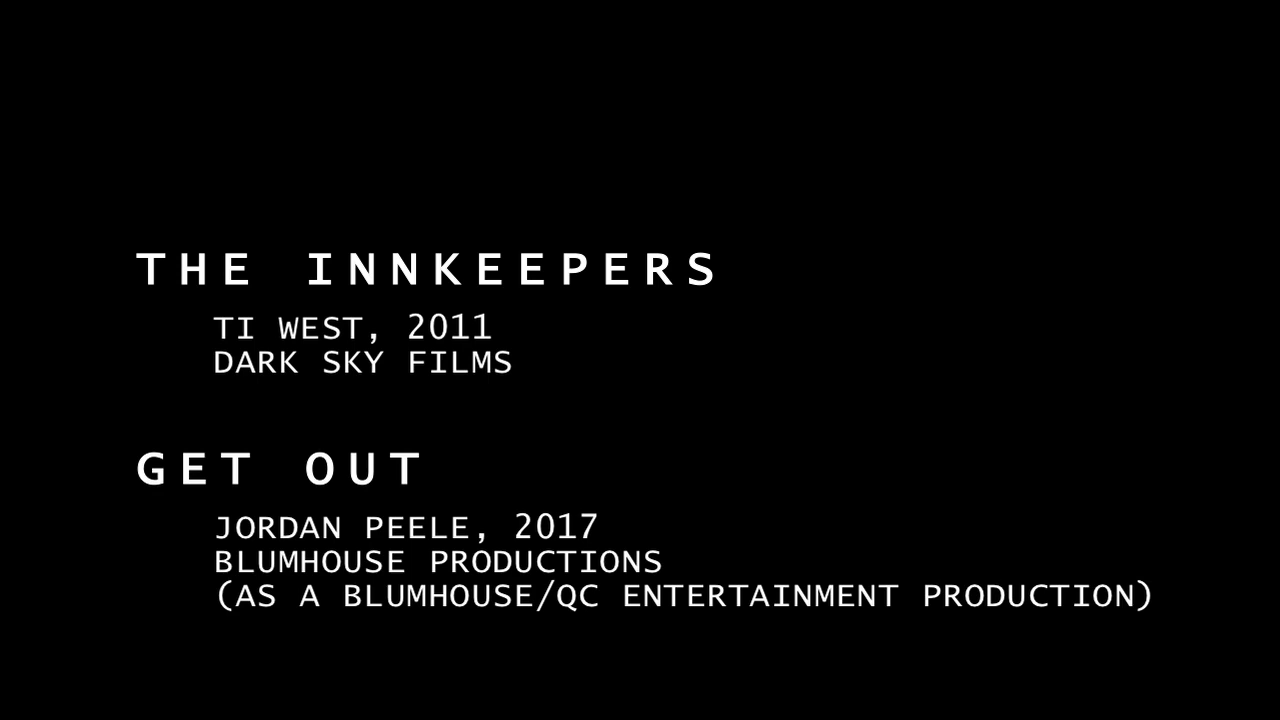 THE INNKEEPERS
TI WEST, 2011
DARK SKY FILMS
GET OUT
JORDAN PEELE, 2017
BLUMHOUSE PRODUCTIONS
(AS A BLUMHOUSE/QC ENTERTAINMENT PRODUCTION)